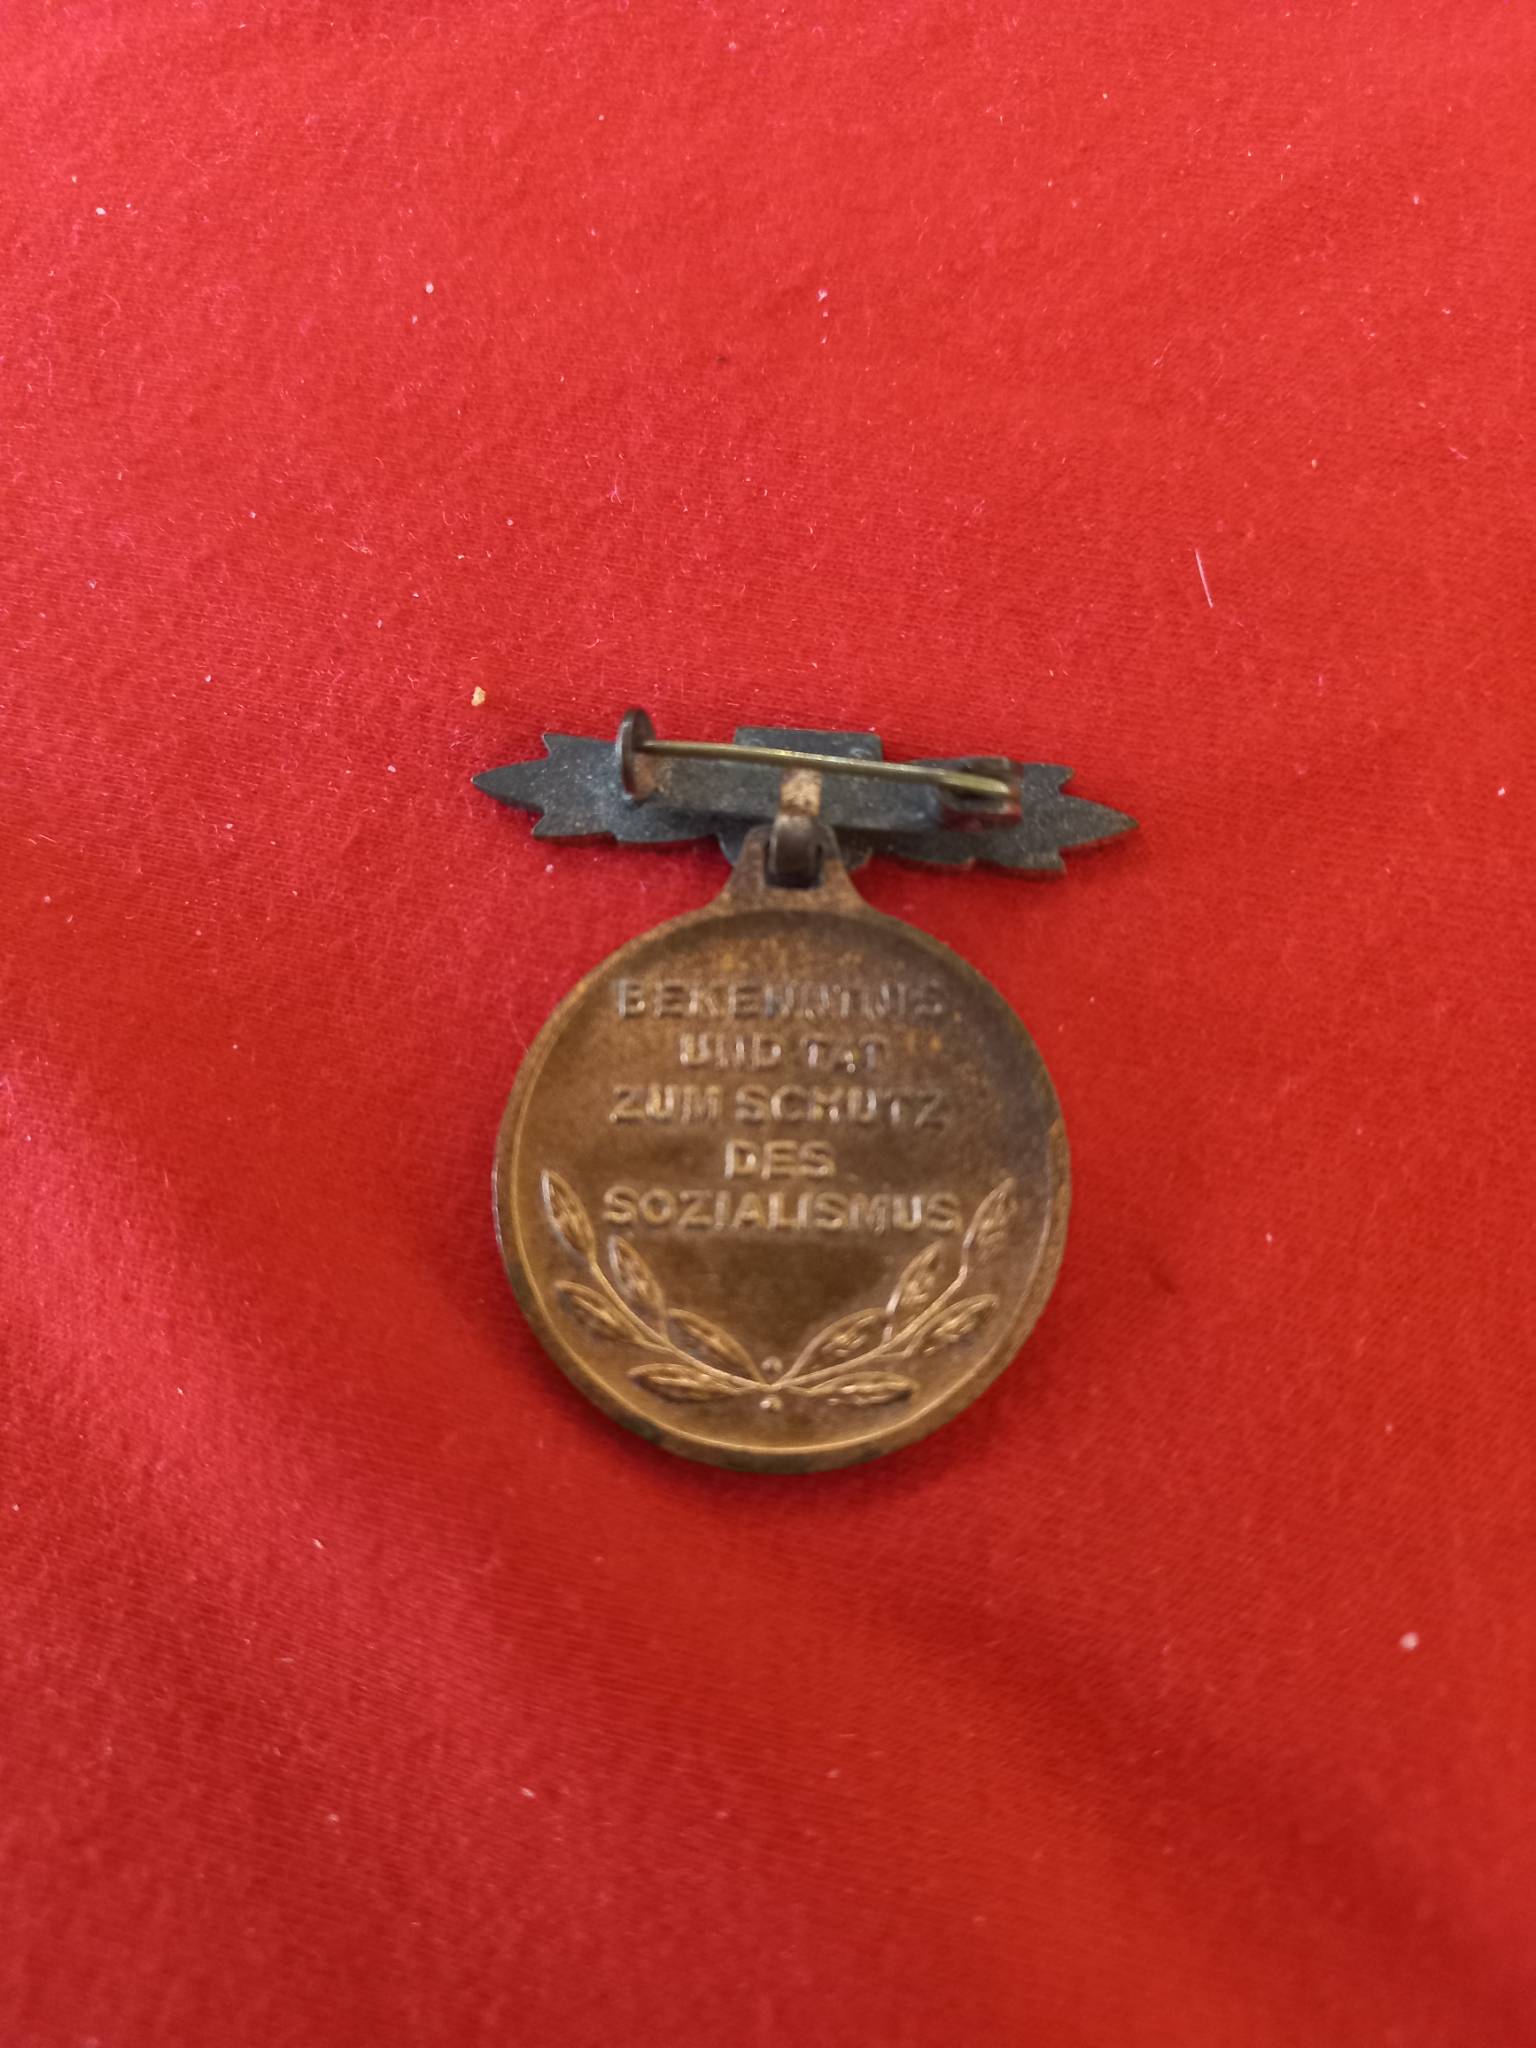 BEKENNTNIS
UND TAT
ZUM SCHUTZ
DES
SOZIALISMUS